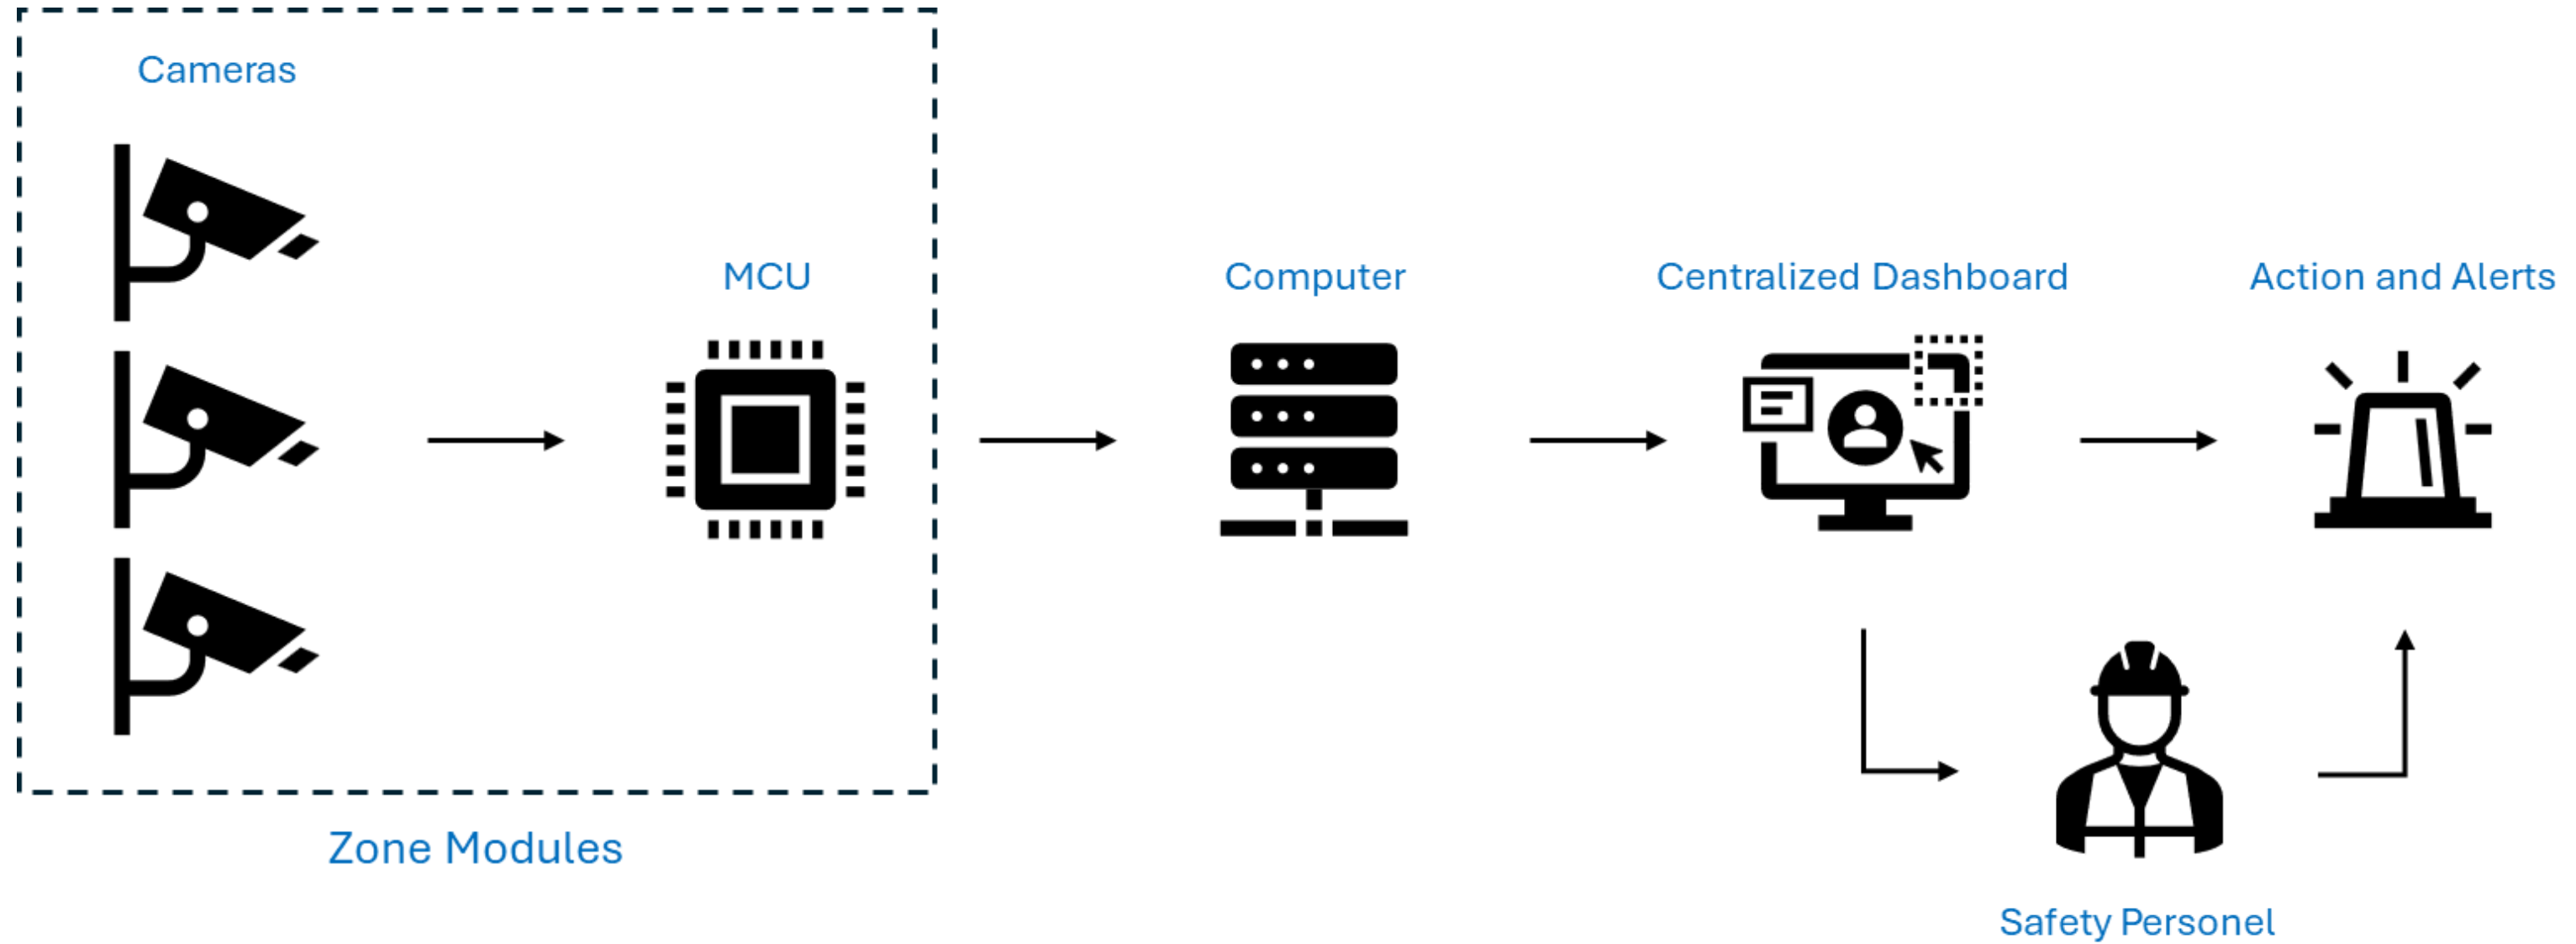 Cameras
MCU
Computer
Centralized Dashboard
Action and Alerts
Zone Modules
Safety Personel